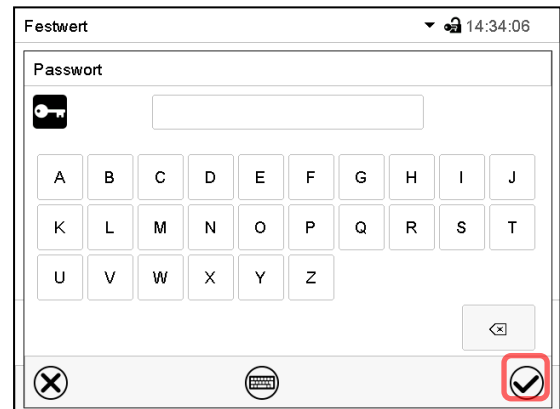 Festwert 14:34:06
Passwort
A B C D E F G H I J
K L M N O P Q R S T
U V W X Y Z